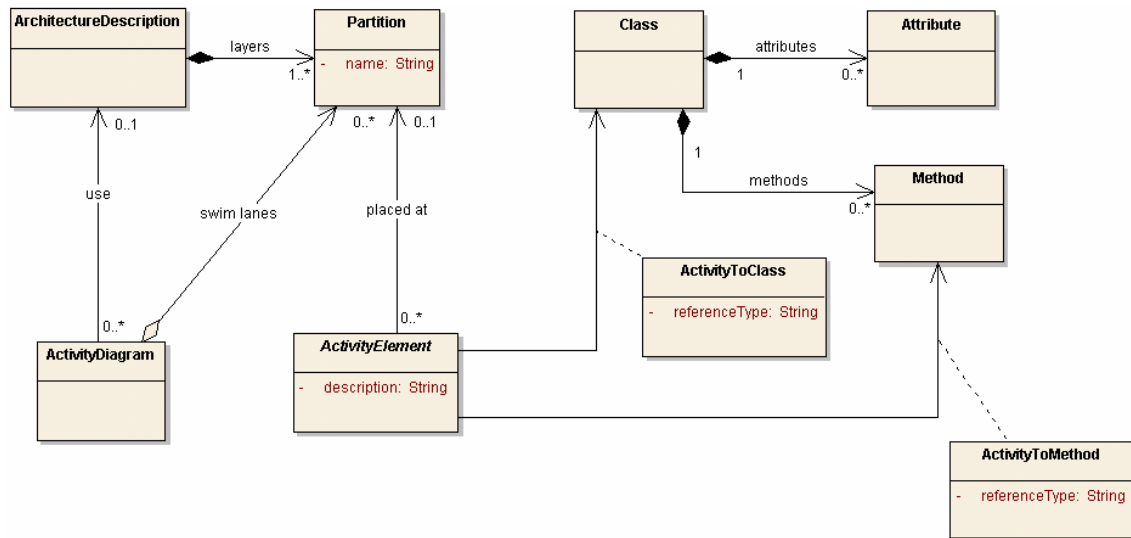 ArchitectureDescription
Partition
- name: String
Class
Attribute
layers
1..*
attributes
1
0..*
0..1
0..*
0..1
1
methods
0..*
Method
use
swim lanes
placed at
ActivityToClass
- referenceType: String
0..*
0..*
ActivityDiagram
ActivityElement
- description: String
ActivityToMethod
- referenceType: String